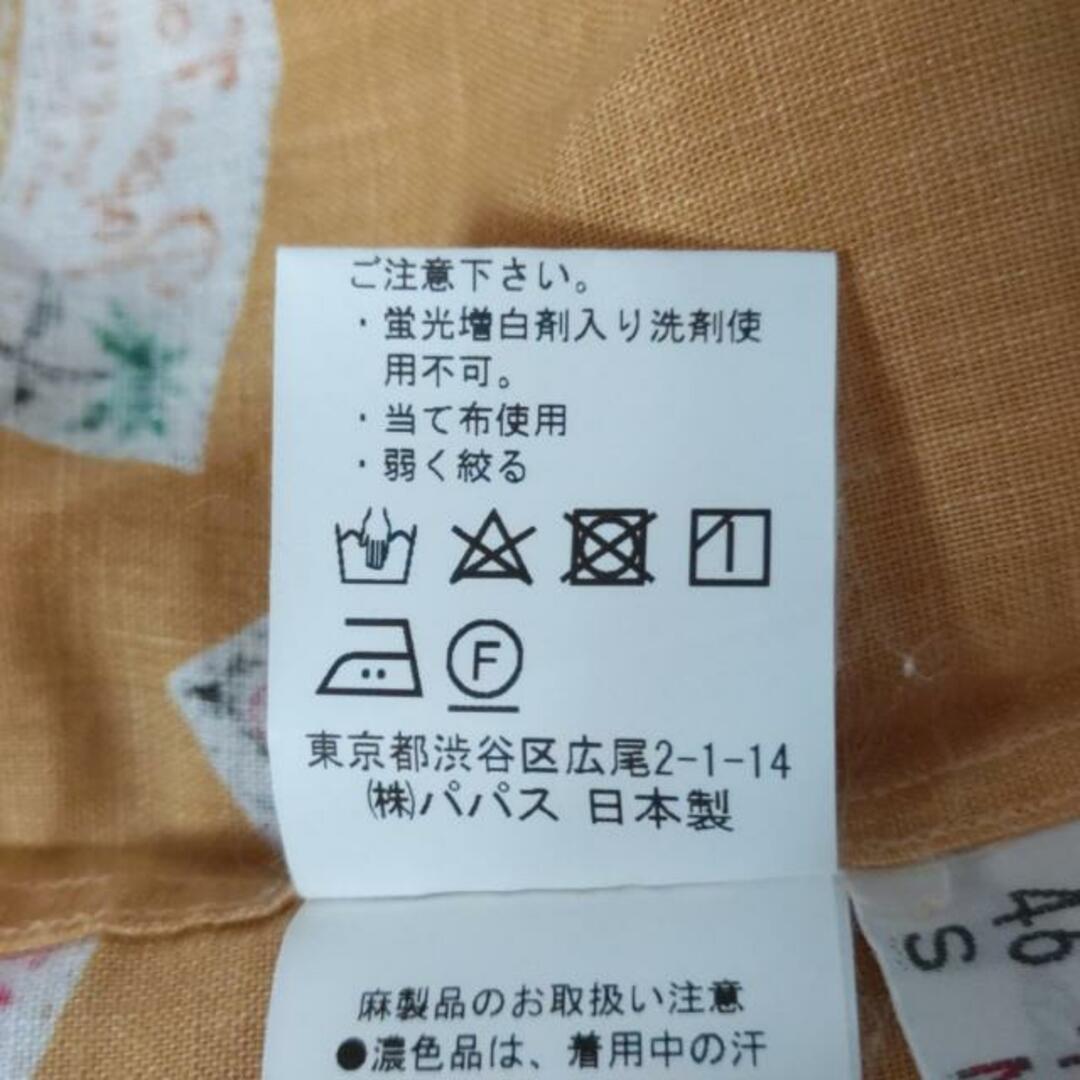 ご注意下さい。
・蛍光増白剤入り洗剤使
用不可。
・当て布使用
・弱く絞る
F
東京都渋谷区広尾2-1-14
㈱パパス 日本製
麻製品のお取扱い注意
●濃色品は、着用中の汗
46
S